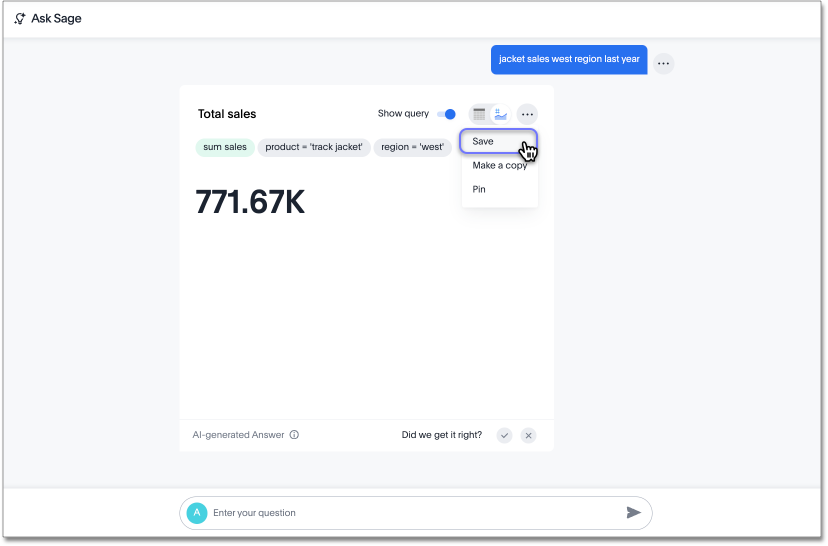 Ask Sage
jacket sales west region last year
Total sales
Show query
sum sales
product = 'track jacket'
region = 'west'
Save
Make a copy
Pin
771.67K
AI-generated Answer
Did we get it right?
A
Enter your question